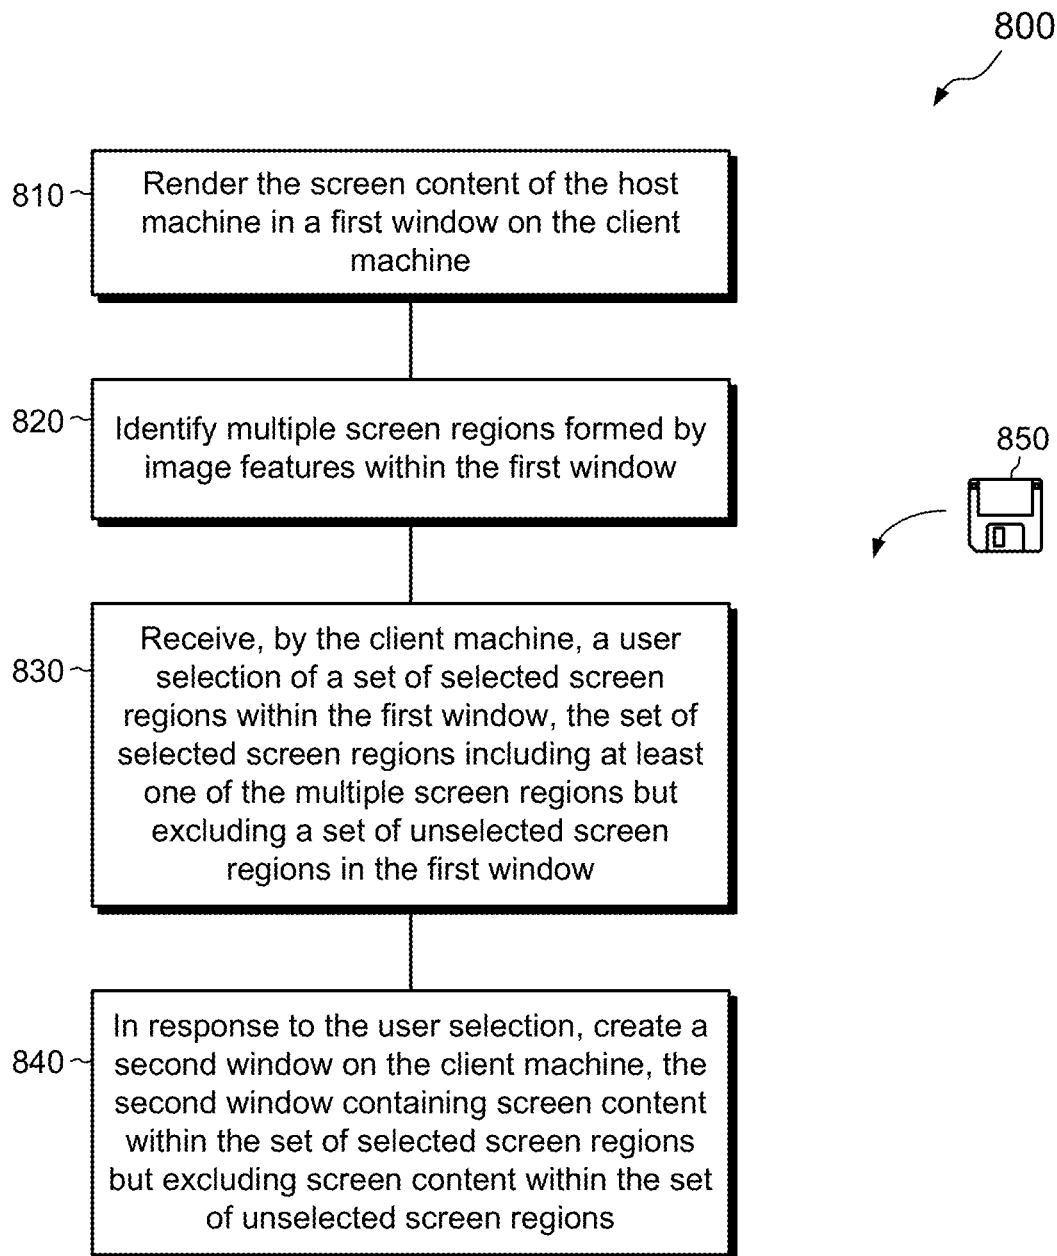 800
810
Render the screen content of the host
machine in a first window on the client
machine
820
Identify multiple screen regions formed by
image features within the first window
850
830
Receive, by the client machine, a user
selection of a set of selected screen
regions within the first window, the set of
selected screen regions including at least
one of the multiple screen regions but
excluding a set of unselected screen
regions in the first window
840
In response to the user selection, create a
second window on the client machine, the
second window containing screen content
within the set of selected screen regions
but excluding screen content within the set
of unselected screen regions